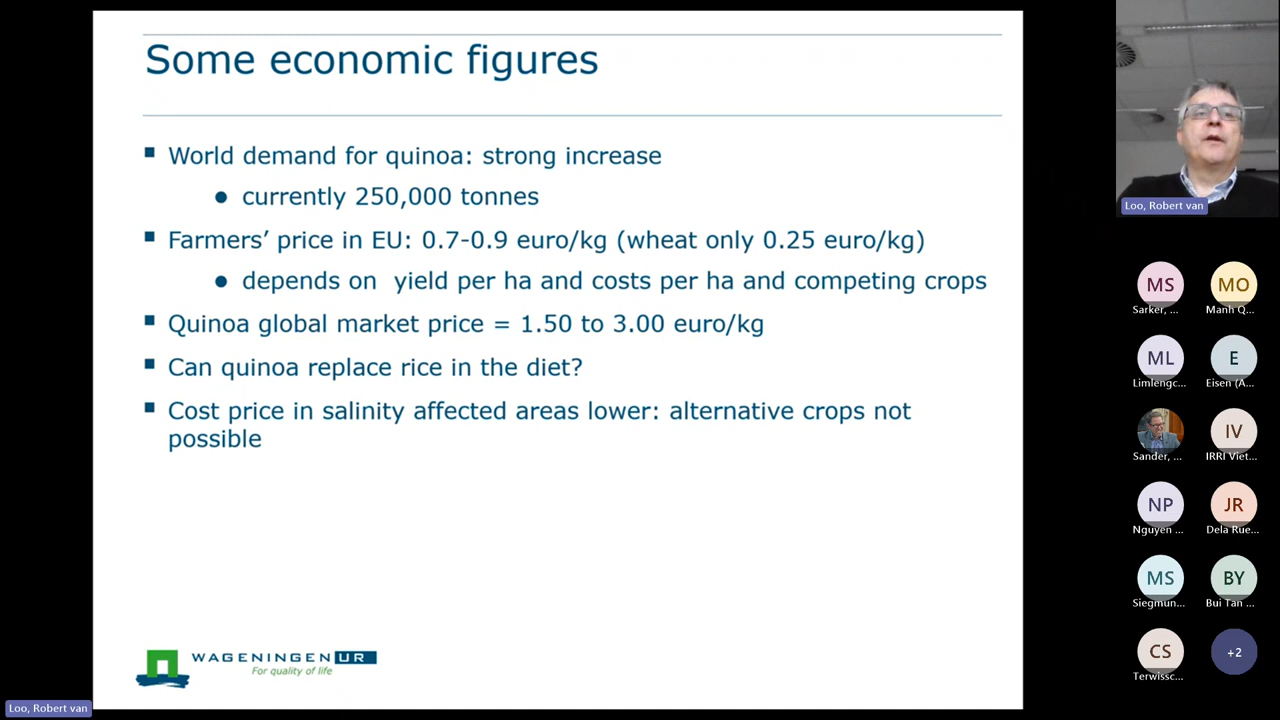 Some economic figures
World demand for quinoa: strong increase
currently 250,000 tonnes
Farmers’ price in EU: 0.7-0.9 euro/kg (wheat only 0.25 euro/kg)
depends on yield per ha and costs per ha and competing crops
Quinoa global market price = 1.50 to 3.00 euro/kg
Can quinoa replace rice in the diet?
Cost price in salinity affected areas lower: alternative crops not
possible
WAGENINGEN UR
For quality of life
Loo, Robert van
Loo, Robert van
MS
MO
Sarker, ...
Manh Q...
ML
E
Limlengc...
Eisen (A...
IV
Sander, ...
IRRI Viet...
NP
JR
Nguyen ...
Dela Rue...
MS
BY
Siegmun...
Bui Tan ...
CS
+2
Terwissc...